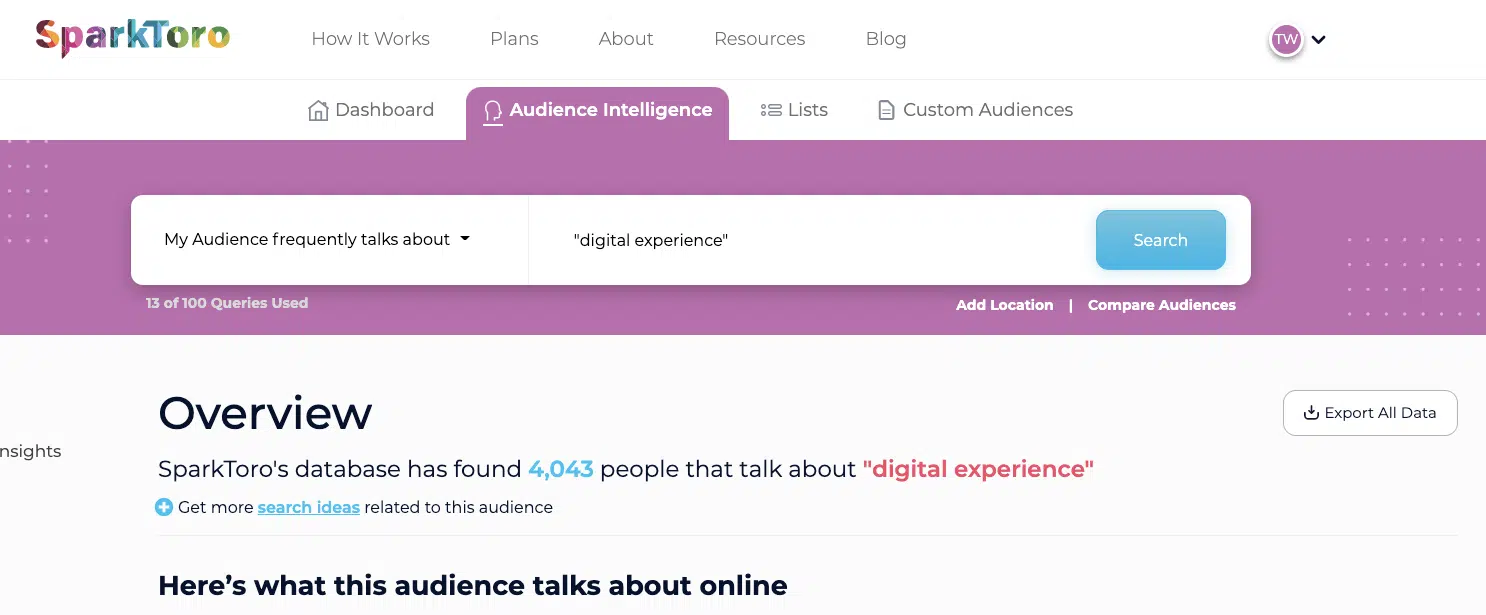 SparkToro
How It Works
Plans
About
Resources
Blog
TW
Dashboard
Audience Intelligence
Lists
Custom Audiences
My Audience frequently talks about
"digital experience"
Search
13 of 100 Queries Used
Add Location | Compare Audiences
Overview
Export All Data
nsights
SparkToro's database has found 4,043 people that talk about "digital experience"
Get more search ideas related to this audience
Here's what this audience talks about online